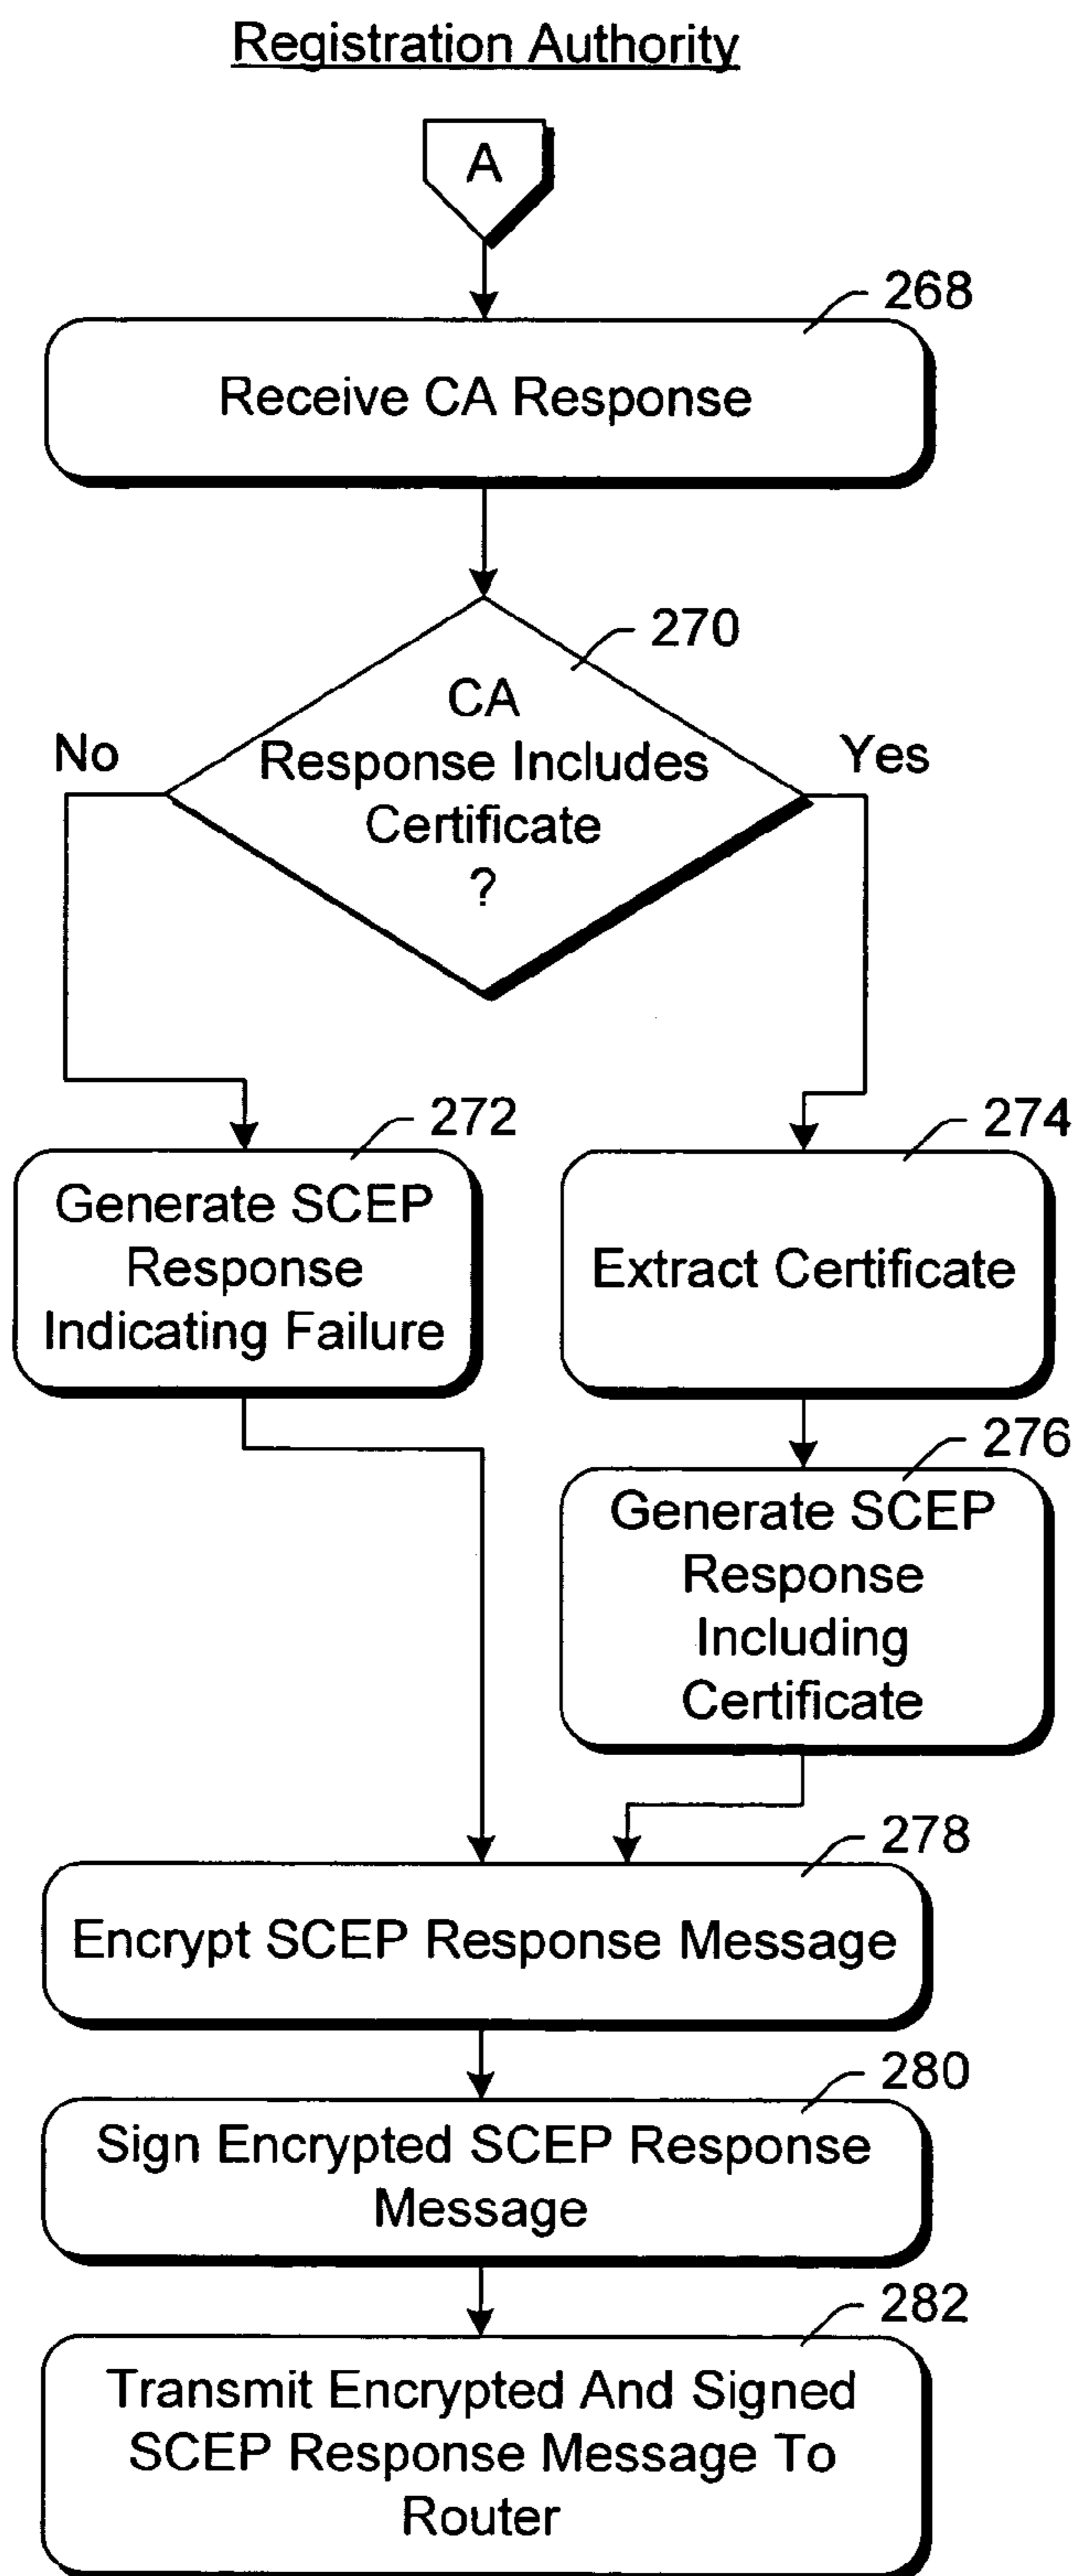 Registration Authority
A
268
Receive CA Response
270
CA
Response Includes
Certificate
?
No
Yes
272
Generate SCEP
Response
Indicating Failure
274
Extract Certificate
276
Generate SCEP
Response
Including
Certificate
278
Encrypt SCEP Response Message
280
Sign Encrypted SCEP Response
Message
282
Transmit Encrypted And Signed
SCEP Response Message To
Router